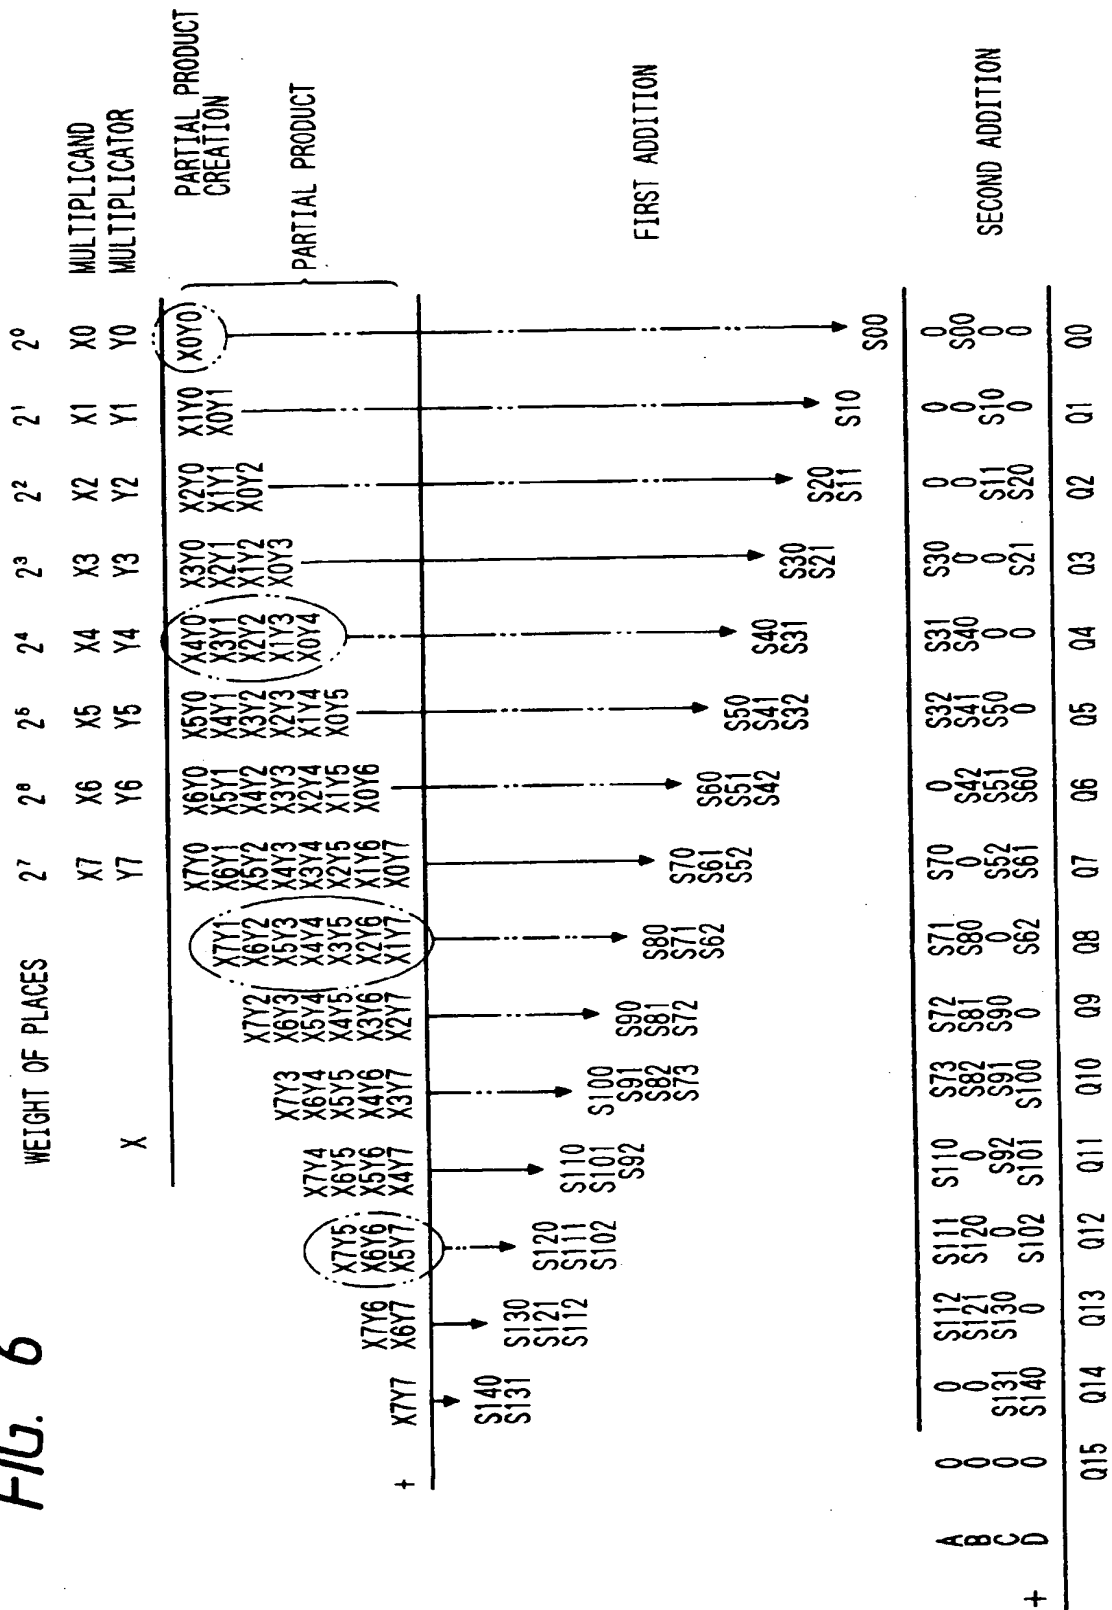 FIG. 6
WEIGHT OF PLACES 2⁷ 2⁶ 2⁵ 2⁴ 2³ 2² 2¹ 2⁰
X7 X6 X5 X4 X3 X2 X1 X0 MULTIPLICAND
X Y7 Y6 Y5 Y4 Y3 Y2 Y1 Y0 MULTIPLICATOR
X7Y0 X6Y0 X5Y0 X4Y0 X3Y0 X2Y0 X1Y0 X0Y0 PARTIAL PRODUCT
X7Y1 X6Y1 X5Y1 X4Y1 X3Y1 X2Y1 X1Y1 X0Y1 CREATION
X7Y2 X6Y2 X5Y2 X4Y2 X3Y2 X2Y2 X1Y2 X0Y2
X7Y3 X6Y3 X5Y3 X4Y3 X3Y3 X2Y3 X1Y3 X0Y3
X7Y4 X6Y4 X5Y4 X4Y4 X3Y4 X2Y4 X1Y4 X0Y4 PARTIAL PRODUCT
X7Y5 X6Y5 X5Y5 X4Y5 X3Y5 X2Y5 X1Y5 X0Y5
X7Y6 X6Y6 X5Y6 X4Y6 X3Y6 X2Y6 X1Y6 X0Y6
+ X7Y7 X6Y7 X5Y7 X4Y7 X3Y7 X2Y7 X1Y7 X0Y7
S140
S131 S130
S121 S120
S112 S111 S110
S102 S101 S100
S92 S91 S90
FIRST ADDITION
S82 S81 S80
S73 S72 S71 S70
S62 S61 S60
S52 S51 S50
S42 S41 S40
S32 S31 S30
S21 S20
S11 S10
S00
A 0 0 S112 S111 S110 S73 S72 S71 S70 0 S32 S31 S30 0 0 0
B 0 0 S121 S120 0 S82 S81 S80 0 S42 S41 S40 0 0 0 S00
C 0 S131 S130 0 S92 S91 S90 0 S52 S51 S50 0 0 S11 S10 0
SECOND ADDITION
+ D 0 S140 0 S102 S101 S100 0 S62 S61 S60 0 0 S21 S20 0 0
Q15 Q14 Q13 Q12 Q11 Q10 Q9 Q8 Q7 Q6 Q5 Q4 Q3 Q2 Q1 Q0